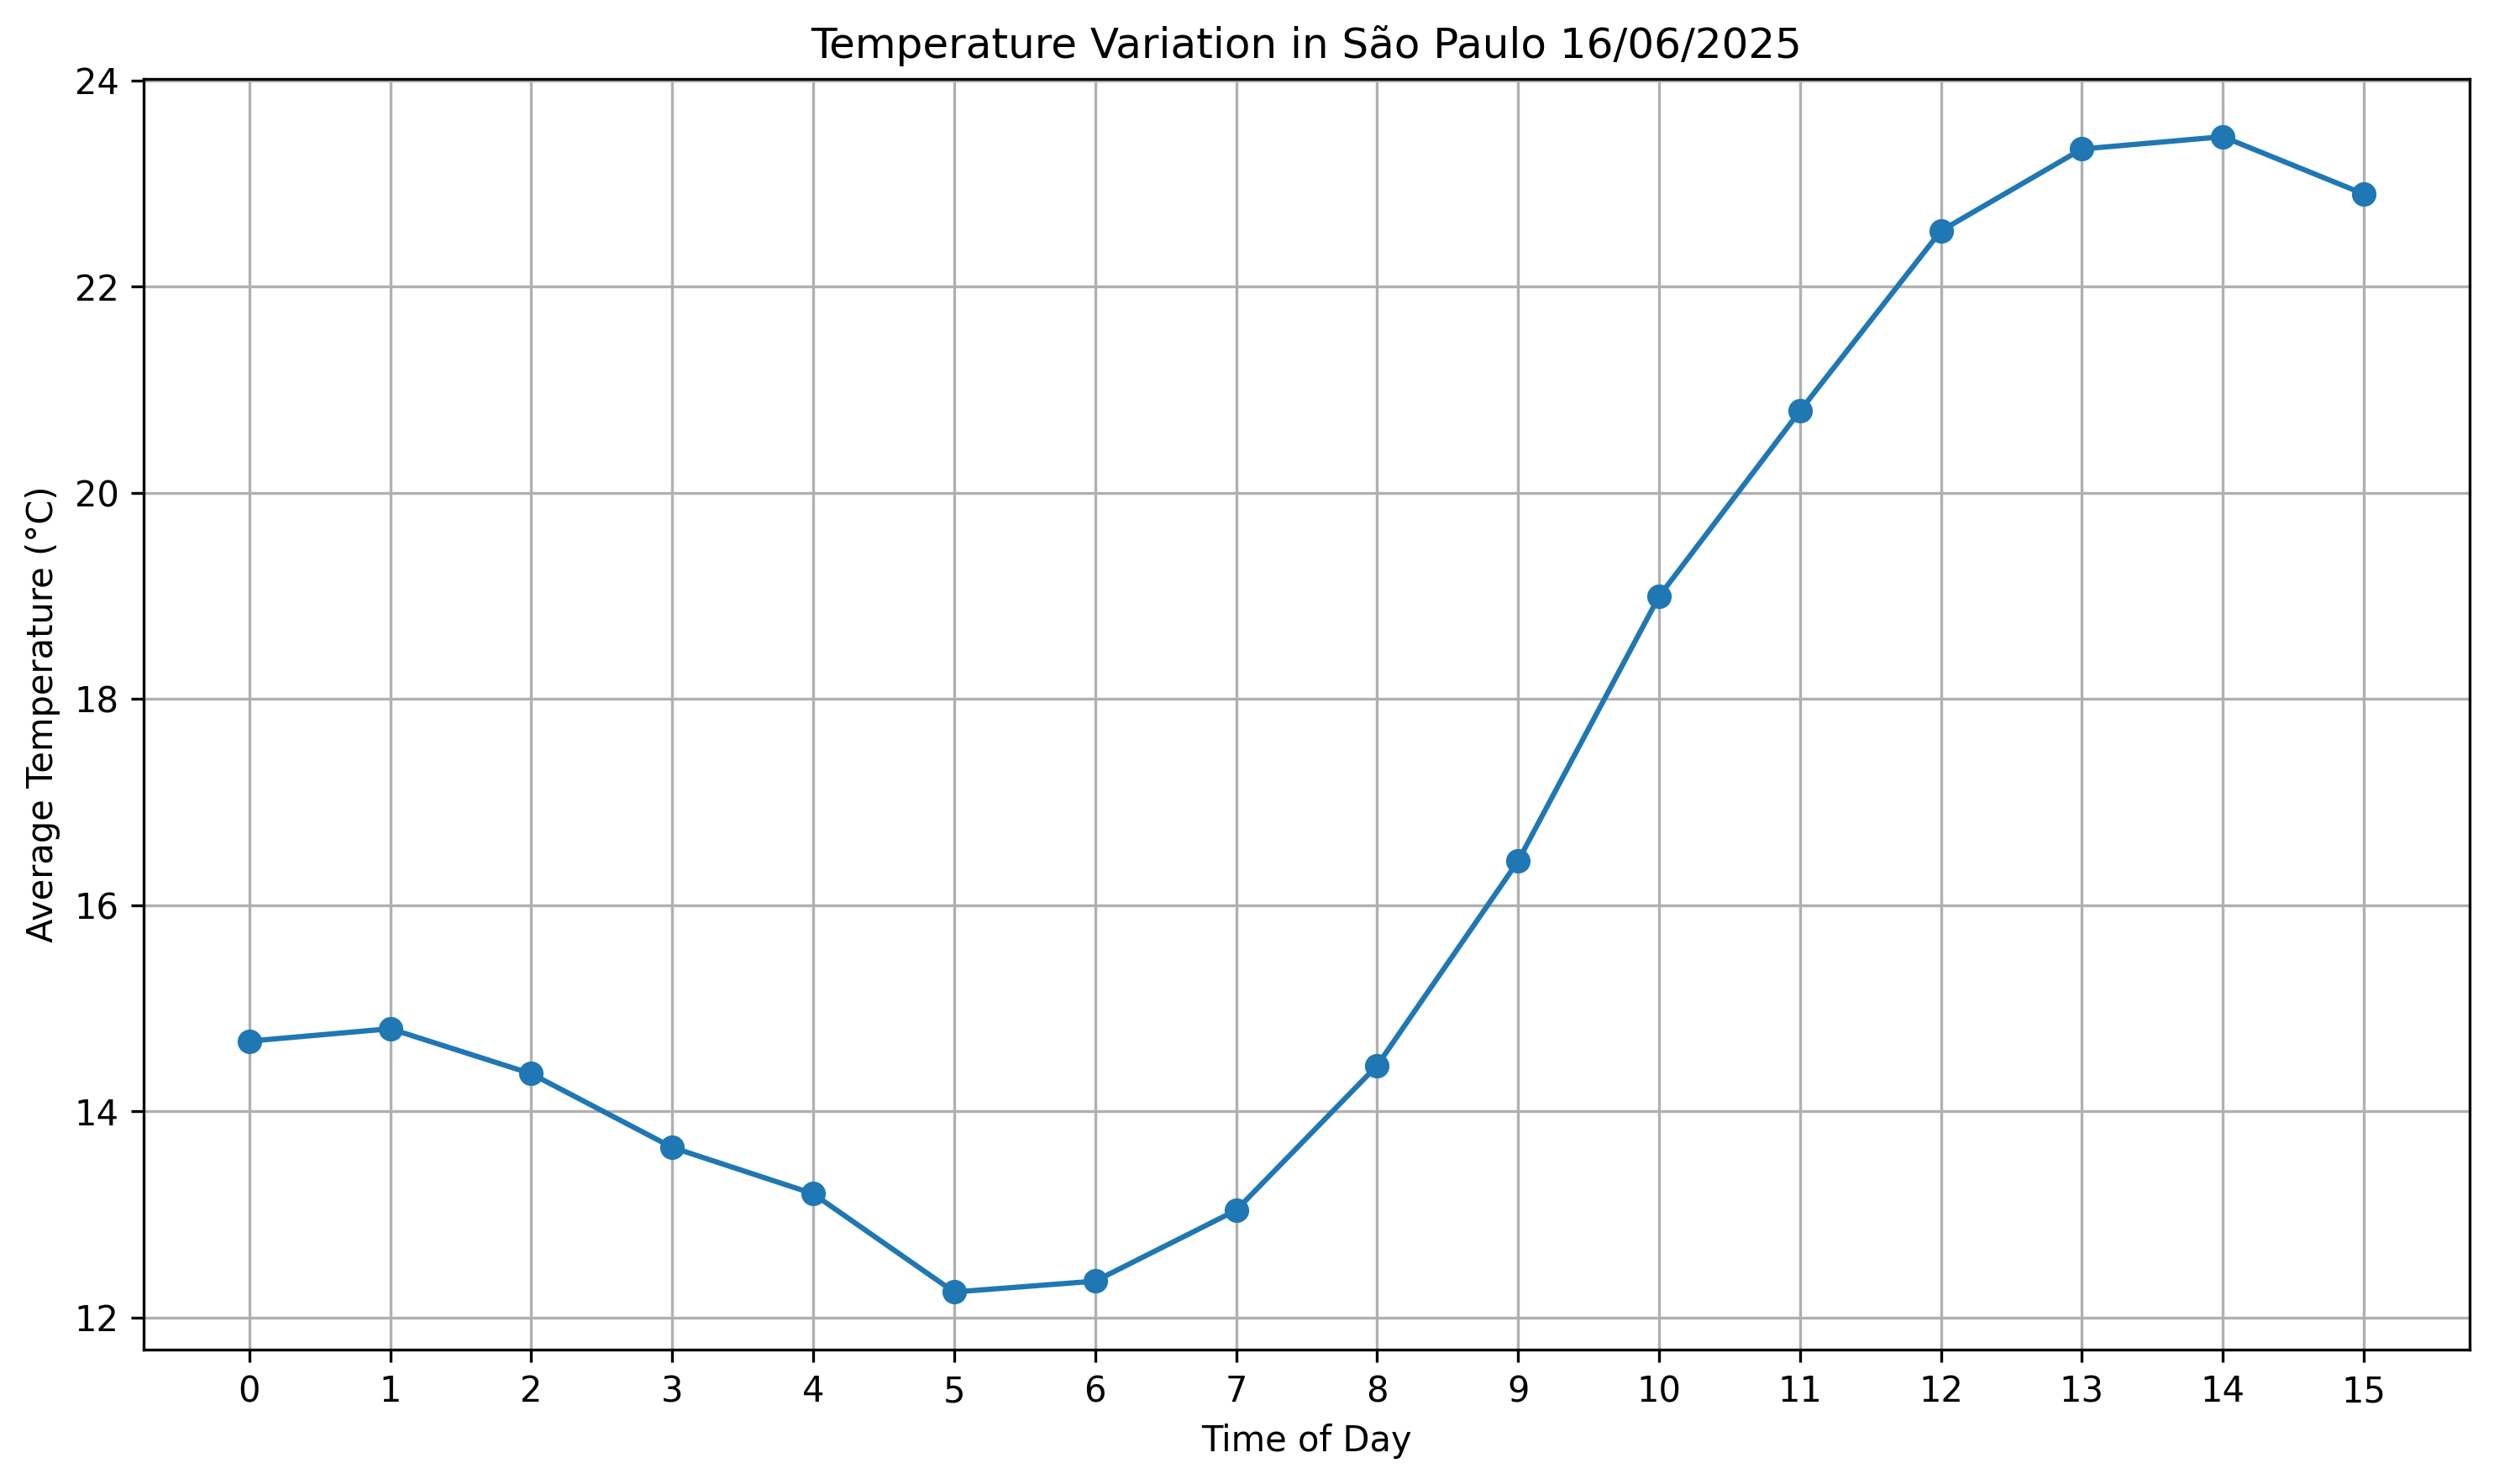 Temperature Variation in São Paulo 16/06/2025
24
22
20
18
16
14
12
Average Temperature (°C)
0 1 2 3 4 5 6 7 8 9 10 11 12 13 14 15
Time of Day